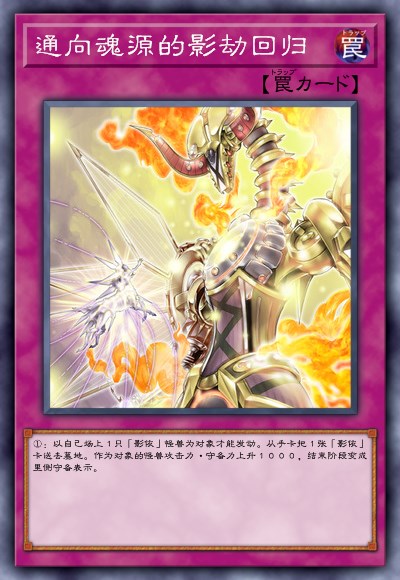 通向魂源的影劫回归
罠
トラップ
【罠カード】
トラップ
①：以自己场上１只「影依」怪兽为对象才能发动。从手卡把１张「影依」
卡送去墓地。作为对象的怪兽攻击力·守备力上升１０００，结束阶段变成
里侧守备表示。